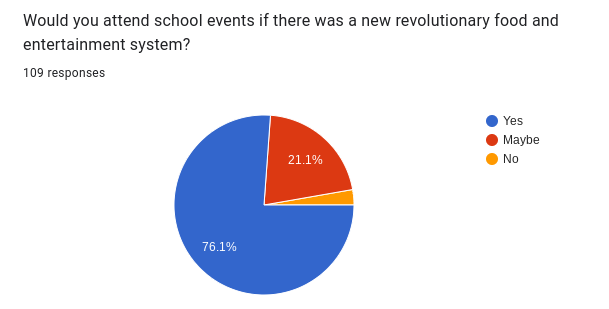 Would you attend school events if there was a new revolutionary food and
entertainment system?
109 responses
Yes
Maybe
No
21.1%
76.1%